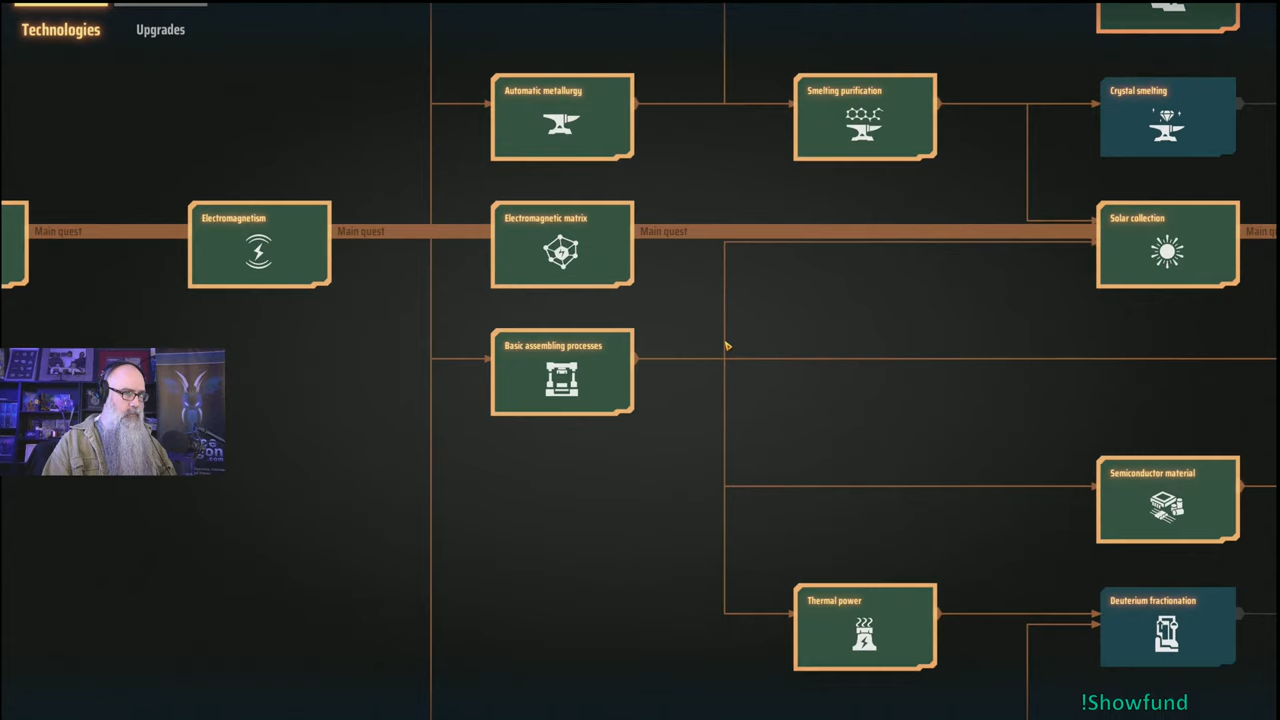 Technologies
Upgrades
Automatic metallurgy
Smelting purification
Crystal smelting
Electromagnetism
Electromagnetic matrix
Solar collection
Main quest
Main quest
Main quest
Main q
Basic assembling processes
Semiconductor material
Thermal power
Deuterium fractionation
!Showfund